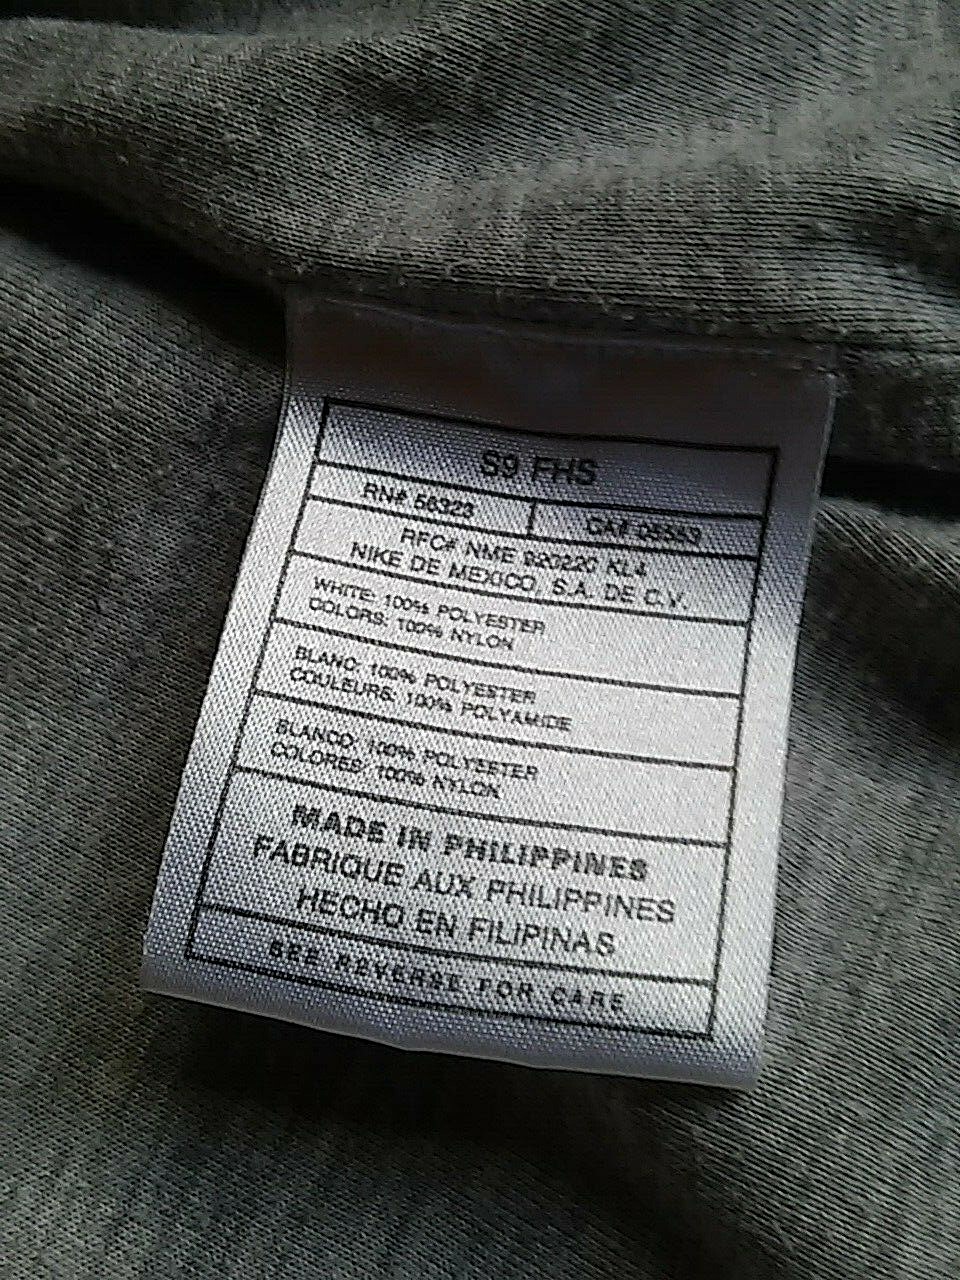 S9 FHS
RN# 56323
CA# 05553
RFC# NME 920220 KL4
NIKE DE MEXICO, S.A. DE C.V.
WHITE: 100% POLYESTER
COLORS: 100% NYLON
BLANC: 100% POLYESTER
COULEURS: 100% POLYAMIDE
BLANCO: 100% POLYESTER
COLORES: 100% NYLON
MADE IN PHILIPPINES
FABRIQUE AUX PHILIPPINES
HECHO EN FILIPINAS
SEE REVERSE FOR CARE